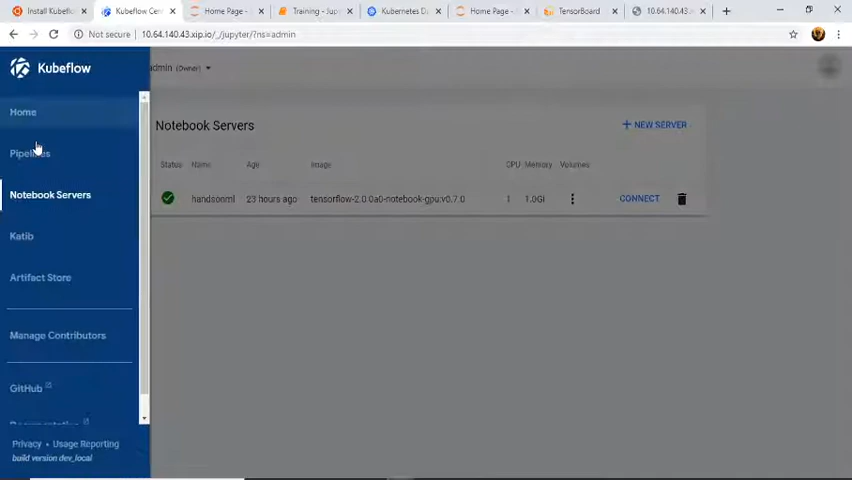 Install Kubeflo
Kubeflow Cen
Home Page -
Training - Jup
Kubernetes Da
Home Page -
TensorBoard
10.64.140.43.x
Not secure
10.64.140.43.xip.io/_/jupyter/?ns=admin
Kubeflow
admin (Owner)
Home
Pipelines
Notebook Servers
Katib
Artifact Store
Manage Contributors
GitHub
Documentation
Privacy • Usage Reporting
build version dev_local
Notebook Servers
+ NEW SERVER
Status Name Age Image CPU Memory Volumes
handsonml 23 hours ago tensorflow-2.0.0a0-notebook-gpu:v0.7.0 1 1.0Gi CONNECT